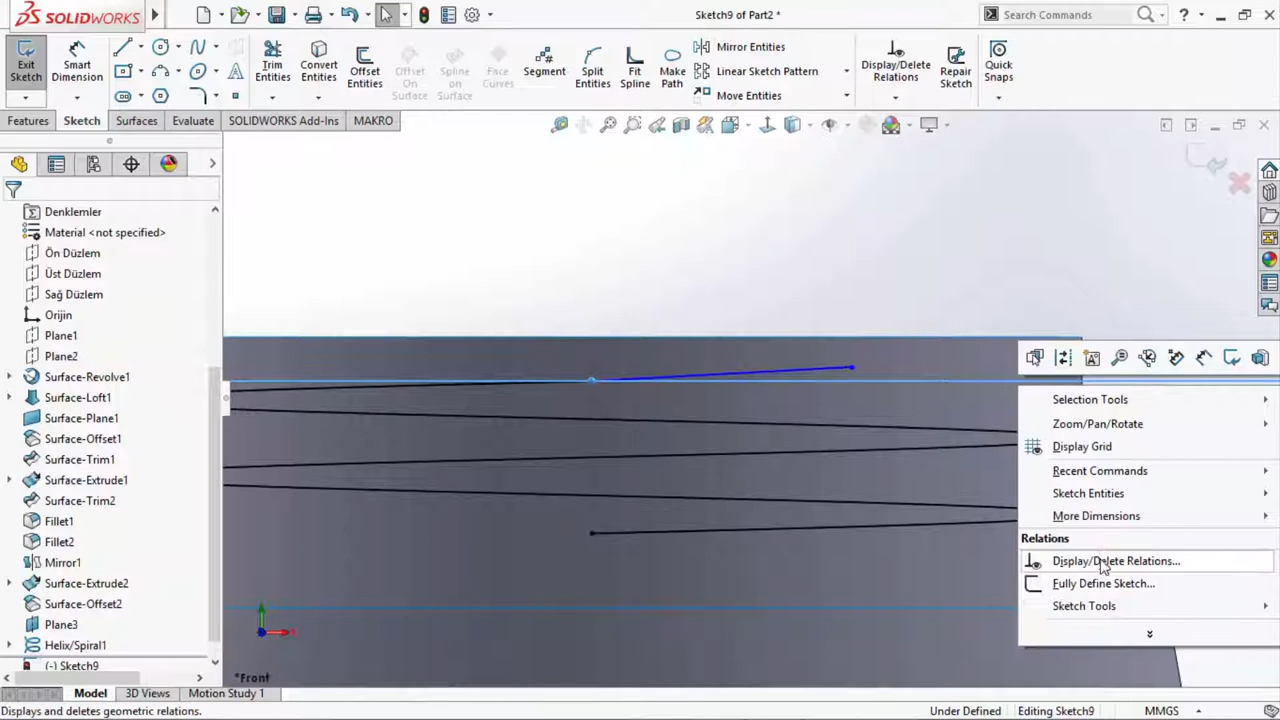 SOLIDWORKS
Sketch9 of Part2 *
Search Commands
?
Exit Sketch
Smart Dimension
Trim Entities
Convert Entities
Offset Entities
Offset On Surface
Spline on Surface
Face Curves
Segment
Split Entities
Fit Spline
Make Path
Mirror Entities
Linear Sketch Pattern
Move Entities
Display/Delete Relations
Repair Sketch
Quick Snaps
Features
Sketch
Surfaces
Evaluate
SOLIDWORKS Add-Ins
MAKRO
Denklemler
Material <not specified>
Ön Düzlem
Üst Düzlem
Sağ Düzlem
Orijin
Plane1
Plane2
Surface-Revolve1
Surface-Loft1
Surface-Plane1
Surface-Offset1
Surface-Trim1
Surface-Extrude1
Surface-Trim2
Fillet1
Fillet2
Mirror1
Surface-Extrude2
Surface-Offset2
Plane3
Helix/Spiral1
(-) Sketch9
Selection Tools
Zoom/Pan/Rotate
Display Grid
Recent Commands
Sketch Entities
More Dimensions
Relations
Display/Delete Relations...
Fully Define Sketch...
Sketch Tools
*Front
Model
3D Views
Motion Study 1
Displays and deletes geometric relations.
Under Defined
Editing Sketch9
MMGS